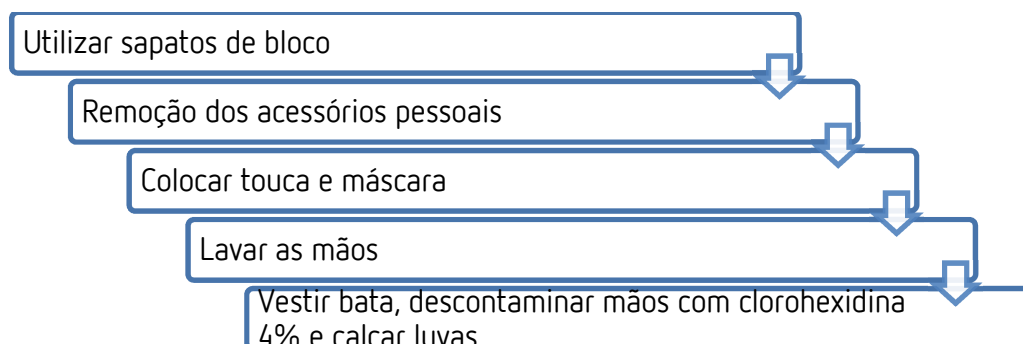 Utilizar sapatos de bloco
Remoção dos acessórios pessoais
Colocar touca e máscara
Lavar as mãos
Vestir bata, descontaminar mãos com clorohexidina
4% e calçar luvas